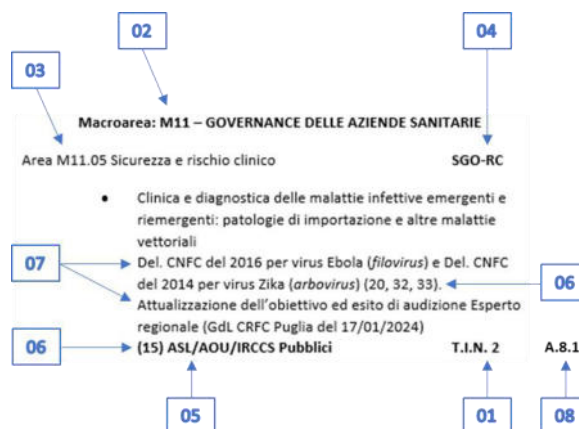 02
04
03
Macroarea: M11 – GOVERNANCE DELLE AZIENDE SANITARIE
Area M11.05 Sicurezza e rischio clinico SGO-RC
• Clinica e diagnostica delle malattie infettive emergenti e
riemergenti: patologie di importazione e altre malattie
vettoriali
07
Del. CNFC del 2016 per virus Ebola (filovirus) e Del. CNFC
del 2014 per virus Zika (arbovirus) (20, 32, 33).
06
Attualizzazione dell'obiettivo ed esito di audizione Esperto
regionale (GdL CRFC Puglia del 17/01/2024)
06
(15) ASL/AOU/IRCCS Pubblici T.I.N. 2 A.8.1
05
01
08